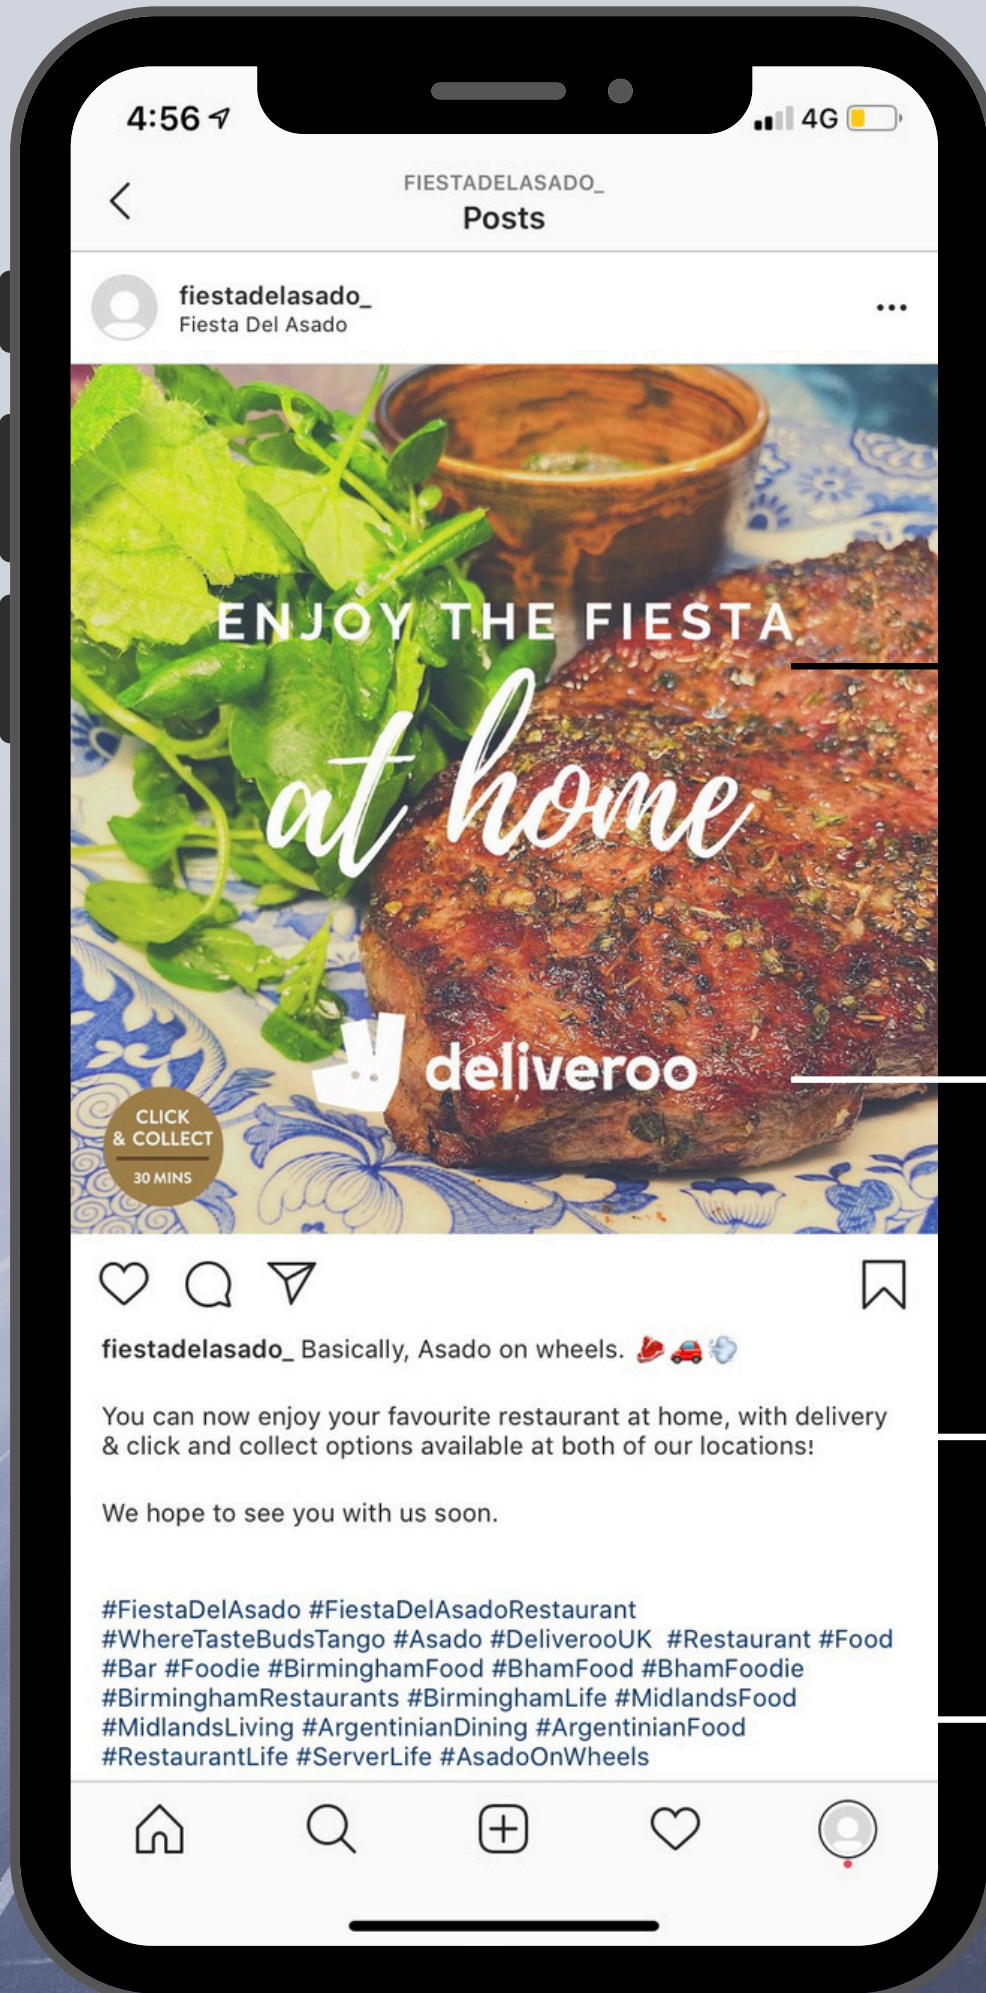 4:56
4G
FIESTADELASADO_
Posts
fiestadelasado_
Fiesta Del Asado
ENJOY THE FIESTA
at home
deliveroo
CLICK
& COLLECT
30 MINS
fiestadelasado_ Basically, Asado on wheels. 🥩🚗💨
You can now enjoy your favourite restaurant at home, with delivery
& click and collect options available at both of our locations!
We hope to see you with us soon.
#FiestaDelAsado #FiestaDelAsadoRestaurant
#WhereTasteBudsTango #Asado #DeliverooUK #Restaurant #Food
#Bar #Foodie #BirminghamFood #BhamFood #BhamFoodie
#BirminghamRestaurants #BirminghamLife #MidlandsFood
#MidlandsLiving #ArgentinianDining #ArgentinianFood
#RestaurantLife #ServerLife #AsadoOnWheels